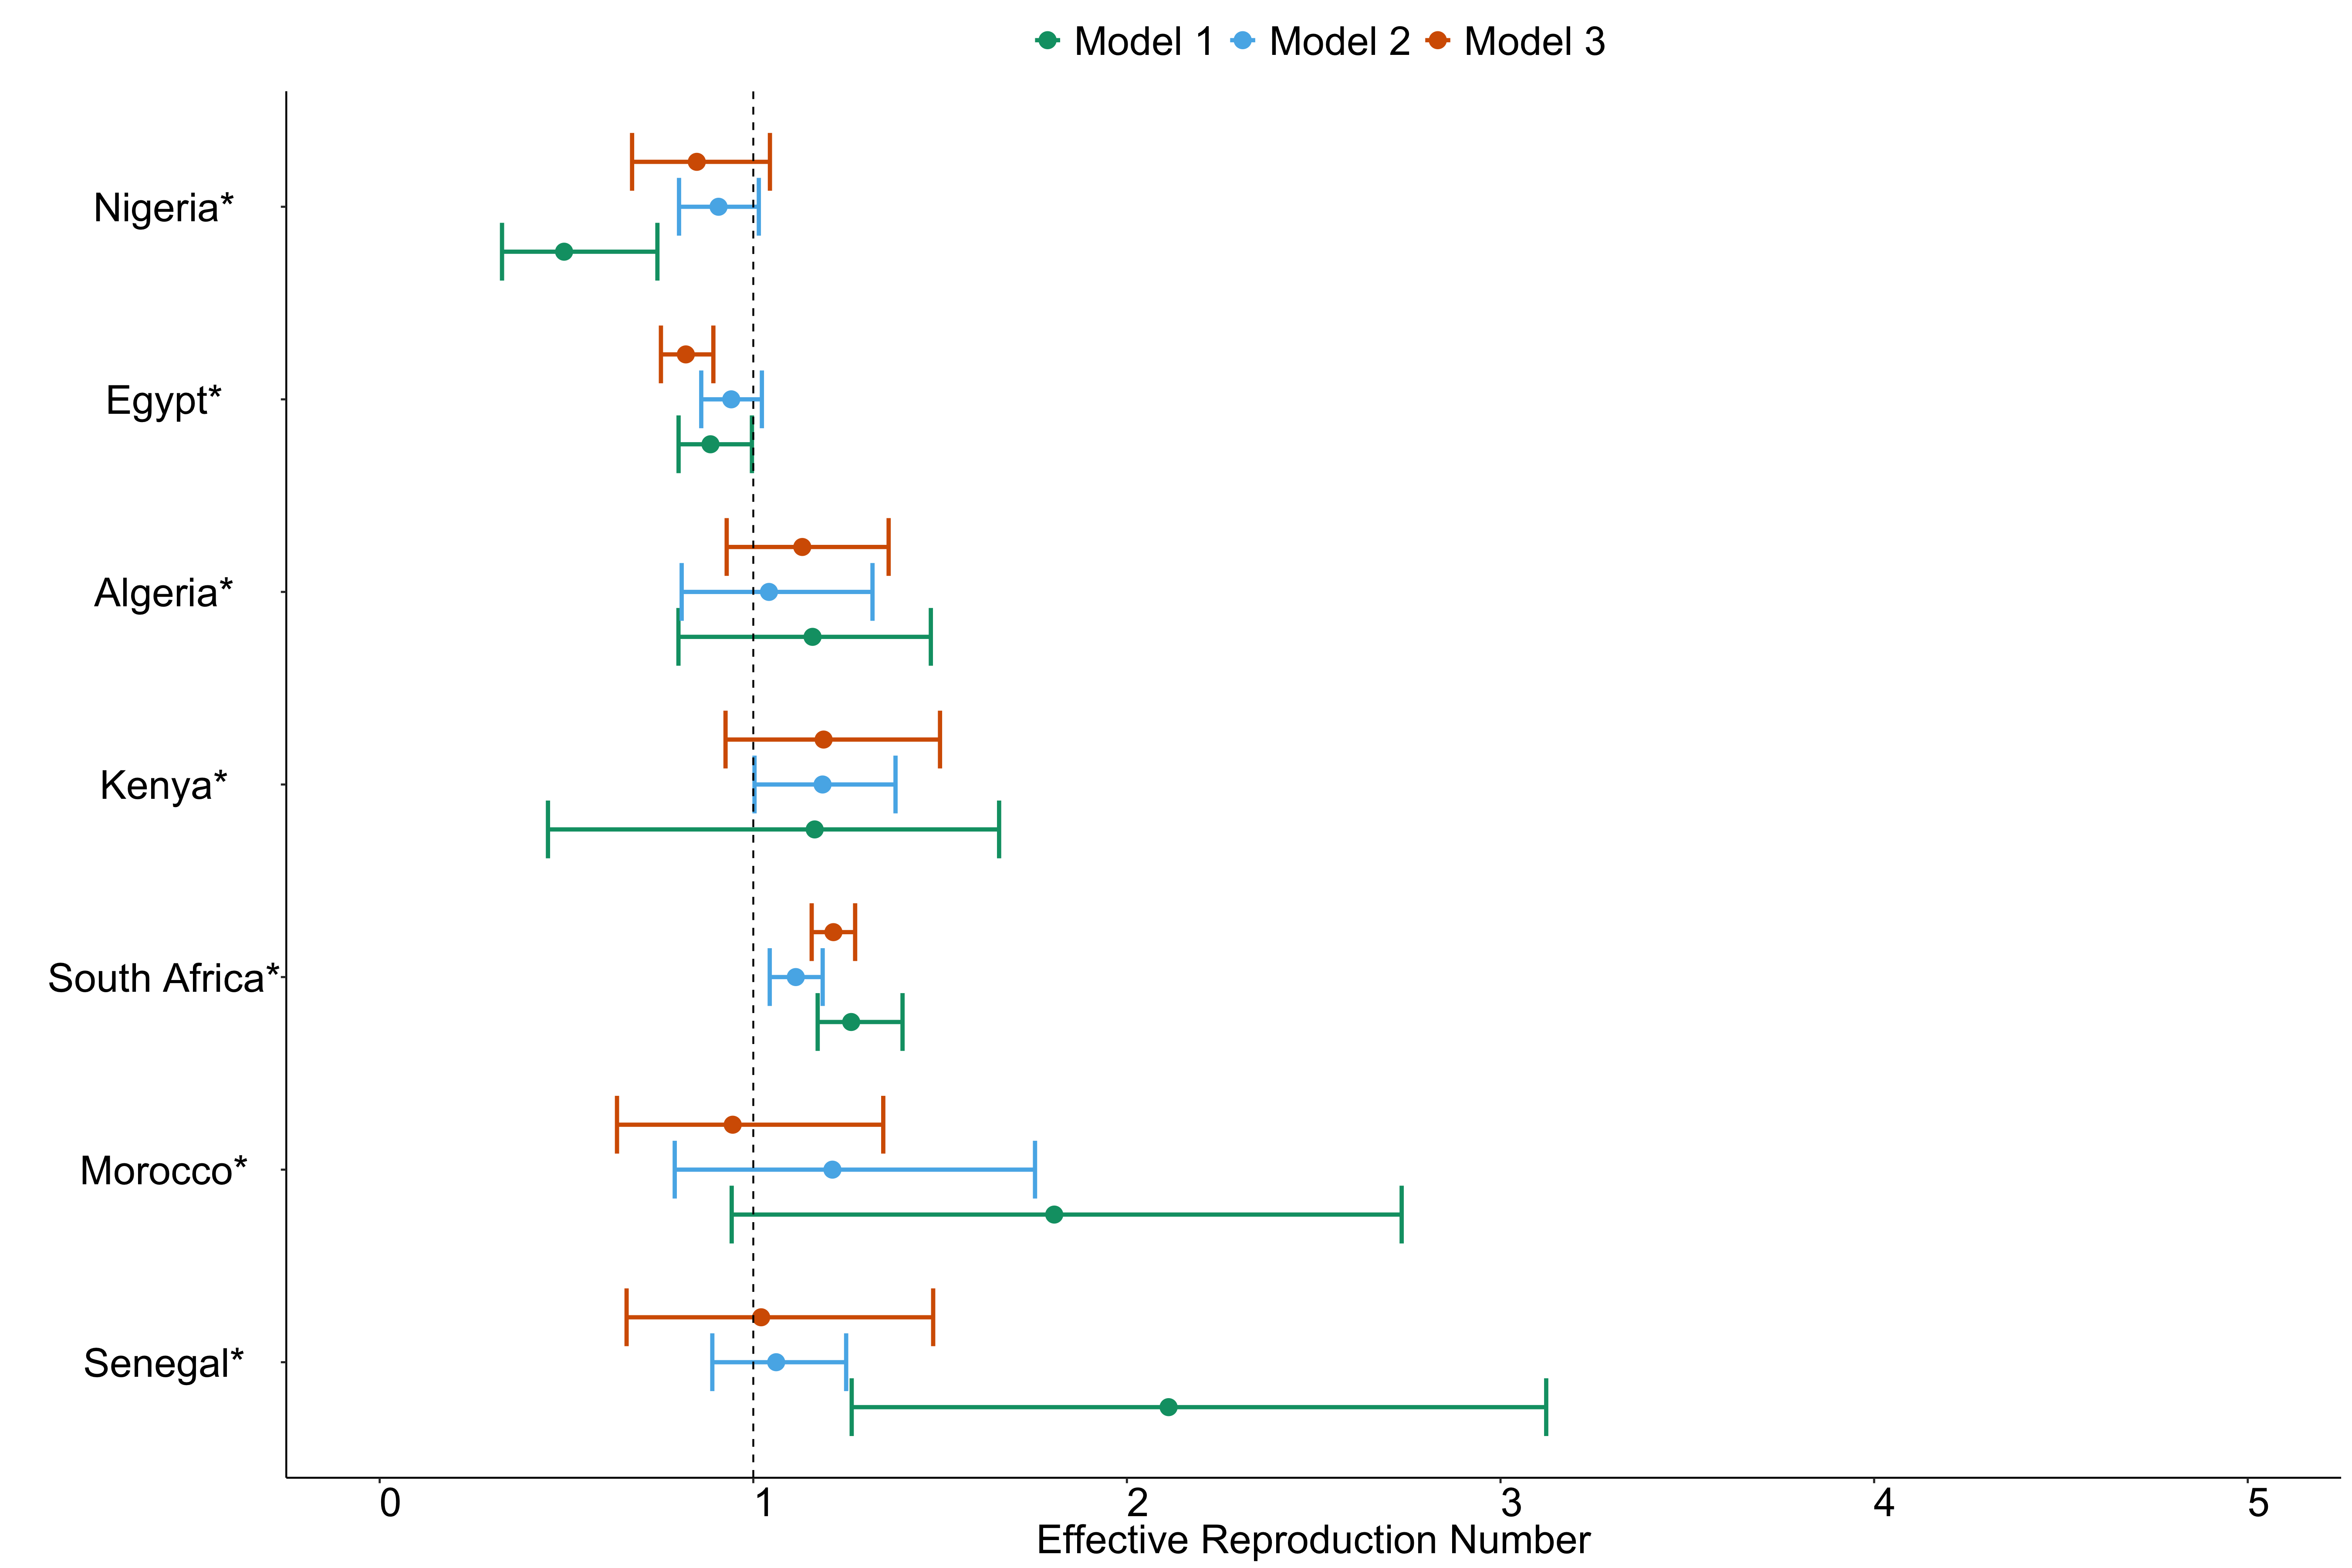 Model 1 Model 2 Model 3
Nigeria*
Egypt*
Algeria*
Kenya*
South Africa*
Morocco*
Senegal*
0 1 2 3 4 5
Effective Reproduction Number